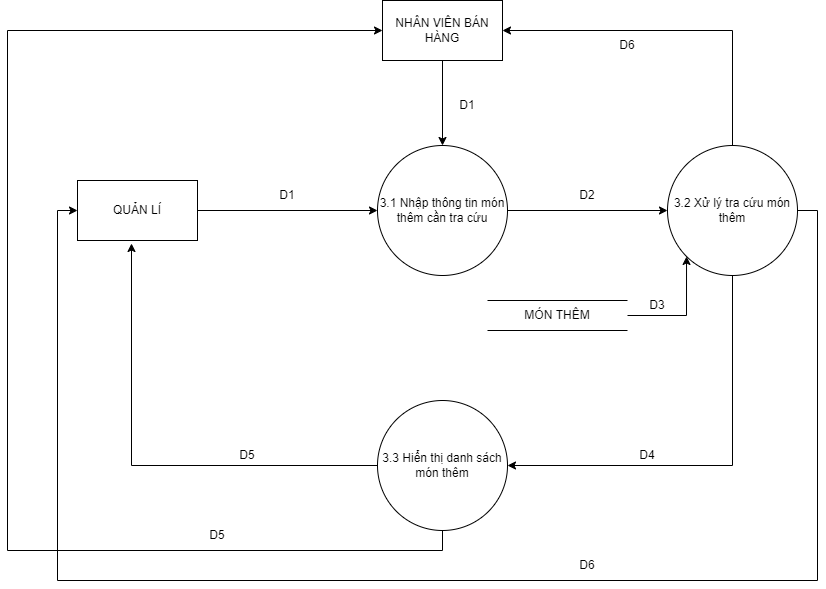 NHÂN VIÊN BÁN
HÀNG
D6
D1
QUẢN LÍ
D1
3.1 Nhập thông tin món
thêm cần tra cứu
D2
3.2 Xử lý tra cứu món
thêm
D3
MÓN THÊM
D5
3.3 Hiển thị danh sách
món thêm
D4
D5
D6